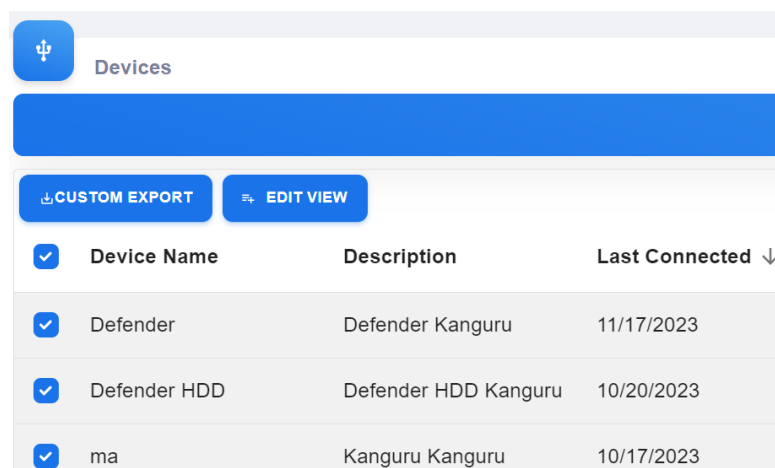 Devices
CUSTOM EXPORT EDIT VIEW
Device Name Description Last Connected
Defender Defender Kanguru 11/17/2023
Defender HDD Defender HDD Kanguru 10/20/2023
ma Kanguru Kanguru 10/17/2023